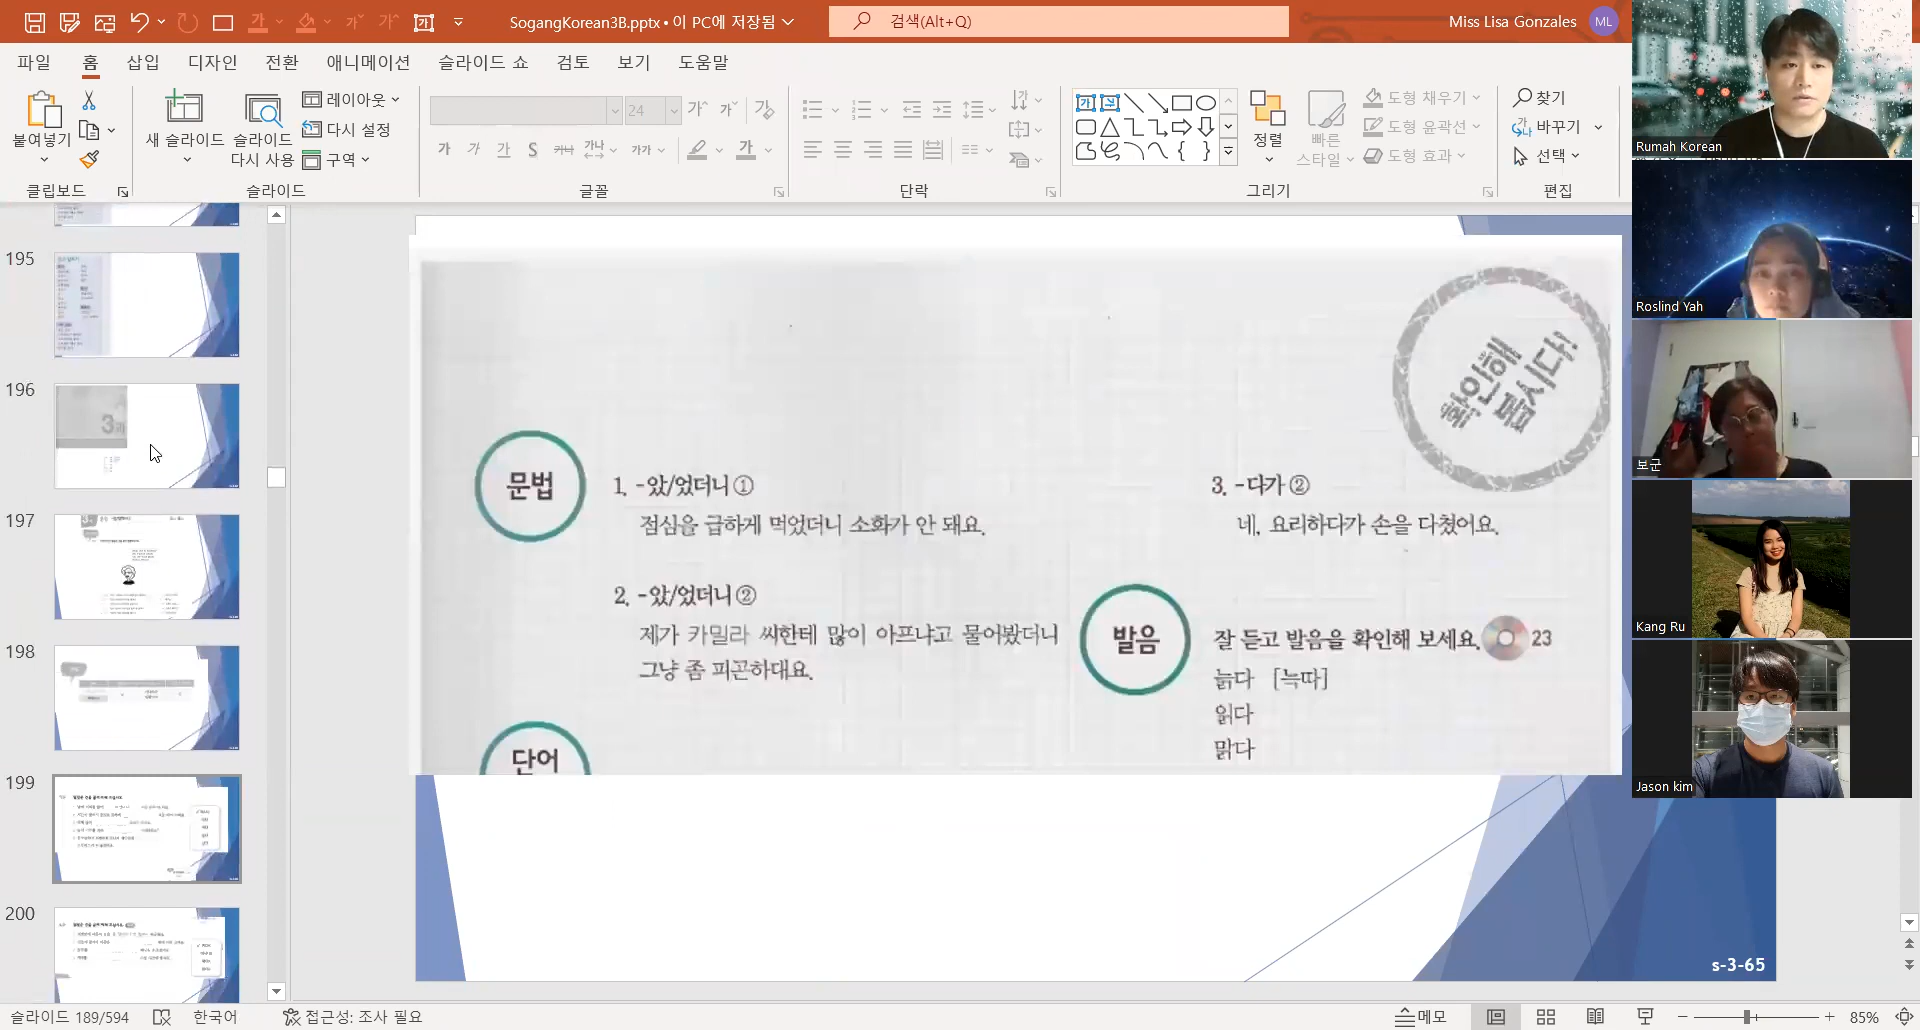 SogangKorean3B.pptx • 이 PC에 저장됨
검색(Alt+Q)
Miss Lisa Gonzales
ML
파일 홈 삽입 디자인 전환 애니메이션 슬라이드 쇼 검토 보기 도움말
붙여넣기
클립보드
새 슬라이드
슬라이드 다시 사용
레이아웃
다시 설정
구역
슬라이드
24
글꼴
단락
정렬
빠른 스타일
도형 채우기
도형 윤곽선
도형 효과
그리기
찾기
바꾸기
선택
편집
195
196
197
198
199
200
문법
1. -았/었더니 ①
점심을 급하게 먹었더니 소화가 안 돼요.
2. -았/었더니 ②
제가 카밀라 씨한테 많이 아프냐고 물어봤더니
그냥 좀 피곤하대요.
단어
3. -다가 ②
네, 요리하다가 손을 다쳤어요.
발음
잘 듣고 발음을 확인해 보세요. 23
늙다 [늑따]
읽다
맑다
s-3-65
Rumah Korean
Roslind Yah
보군
Kang Ru
Jason kim
슬라이드 189/594
한국어
접근성: 조사 필요
메모
85%